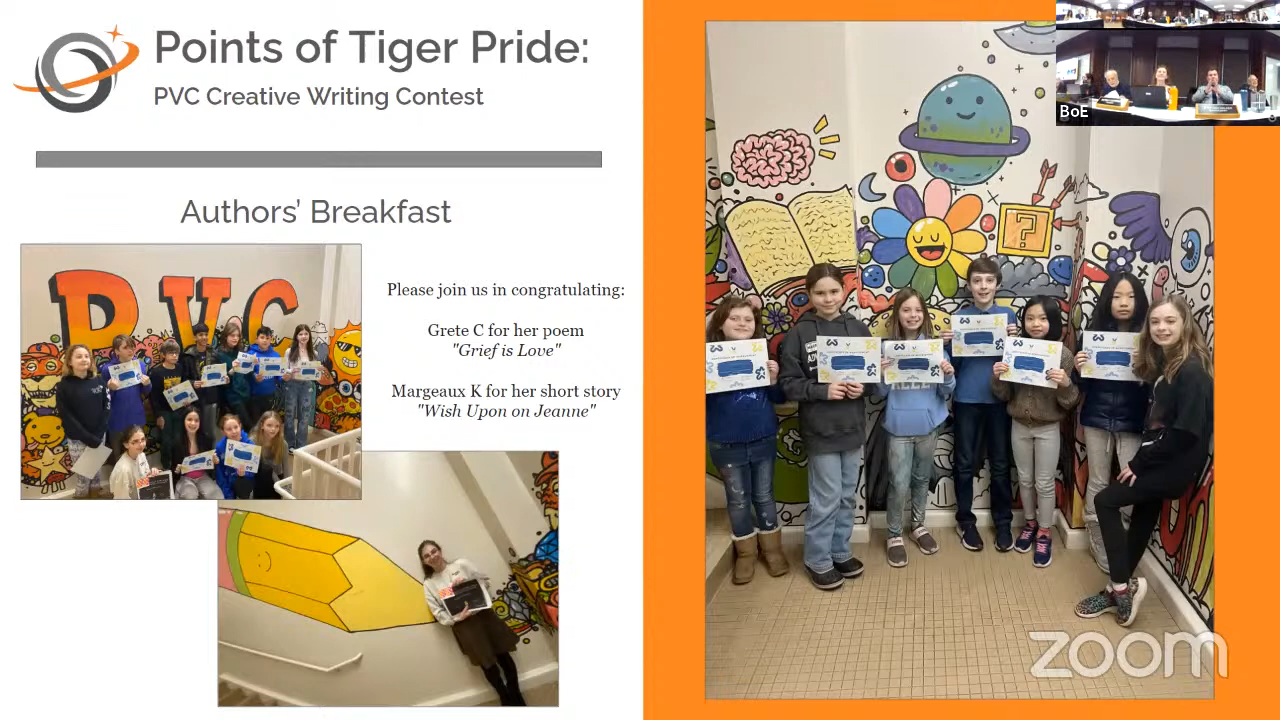 Points of Tiger Pride:
PVC Creative Writing Contest
Authors' Breakfast
Please join us in congratulating:
Grete C for her poem
"Grief is Love"
Margeaux K for her short story
"Wish Upon on Jeanne"
PVC
?
BoE
zoom